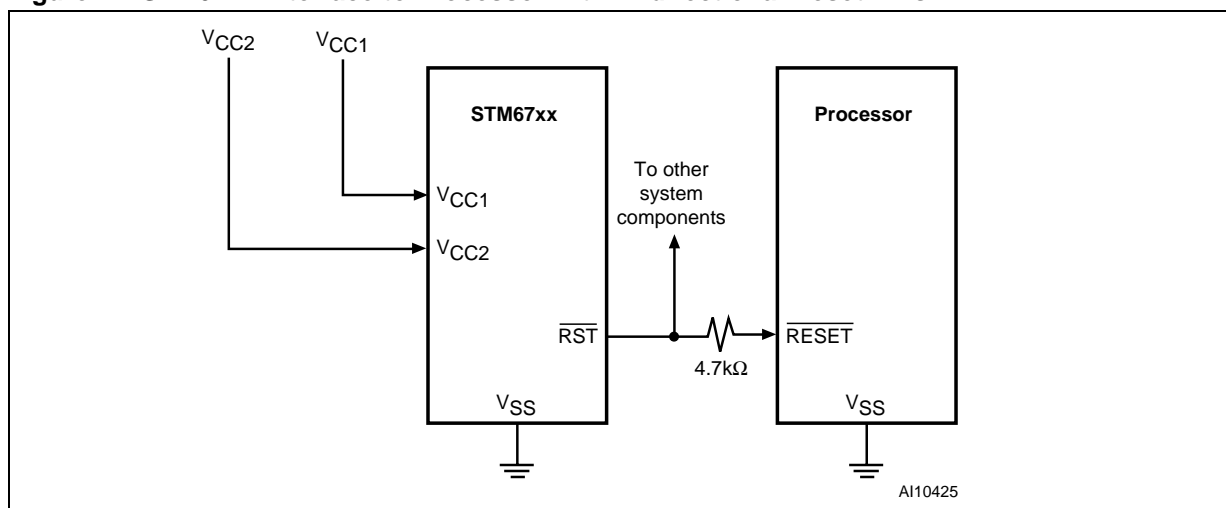 VCC2
VCC1
STM67xx
Processor
To other
system
components
VCC1
VCC2
RST
RESET
4.7kΩ
VSS
VSS
AI10425